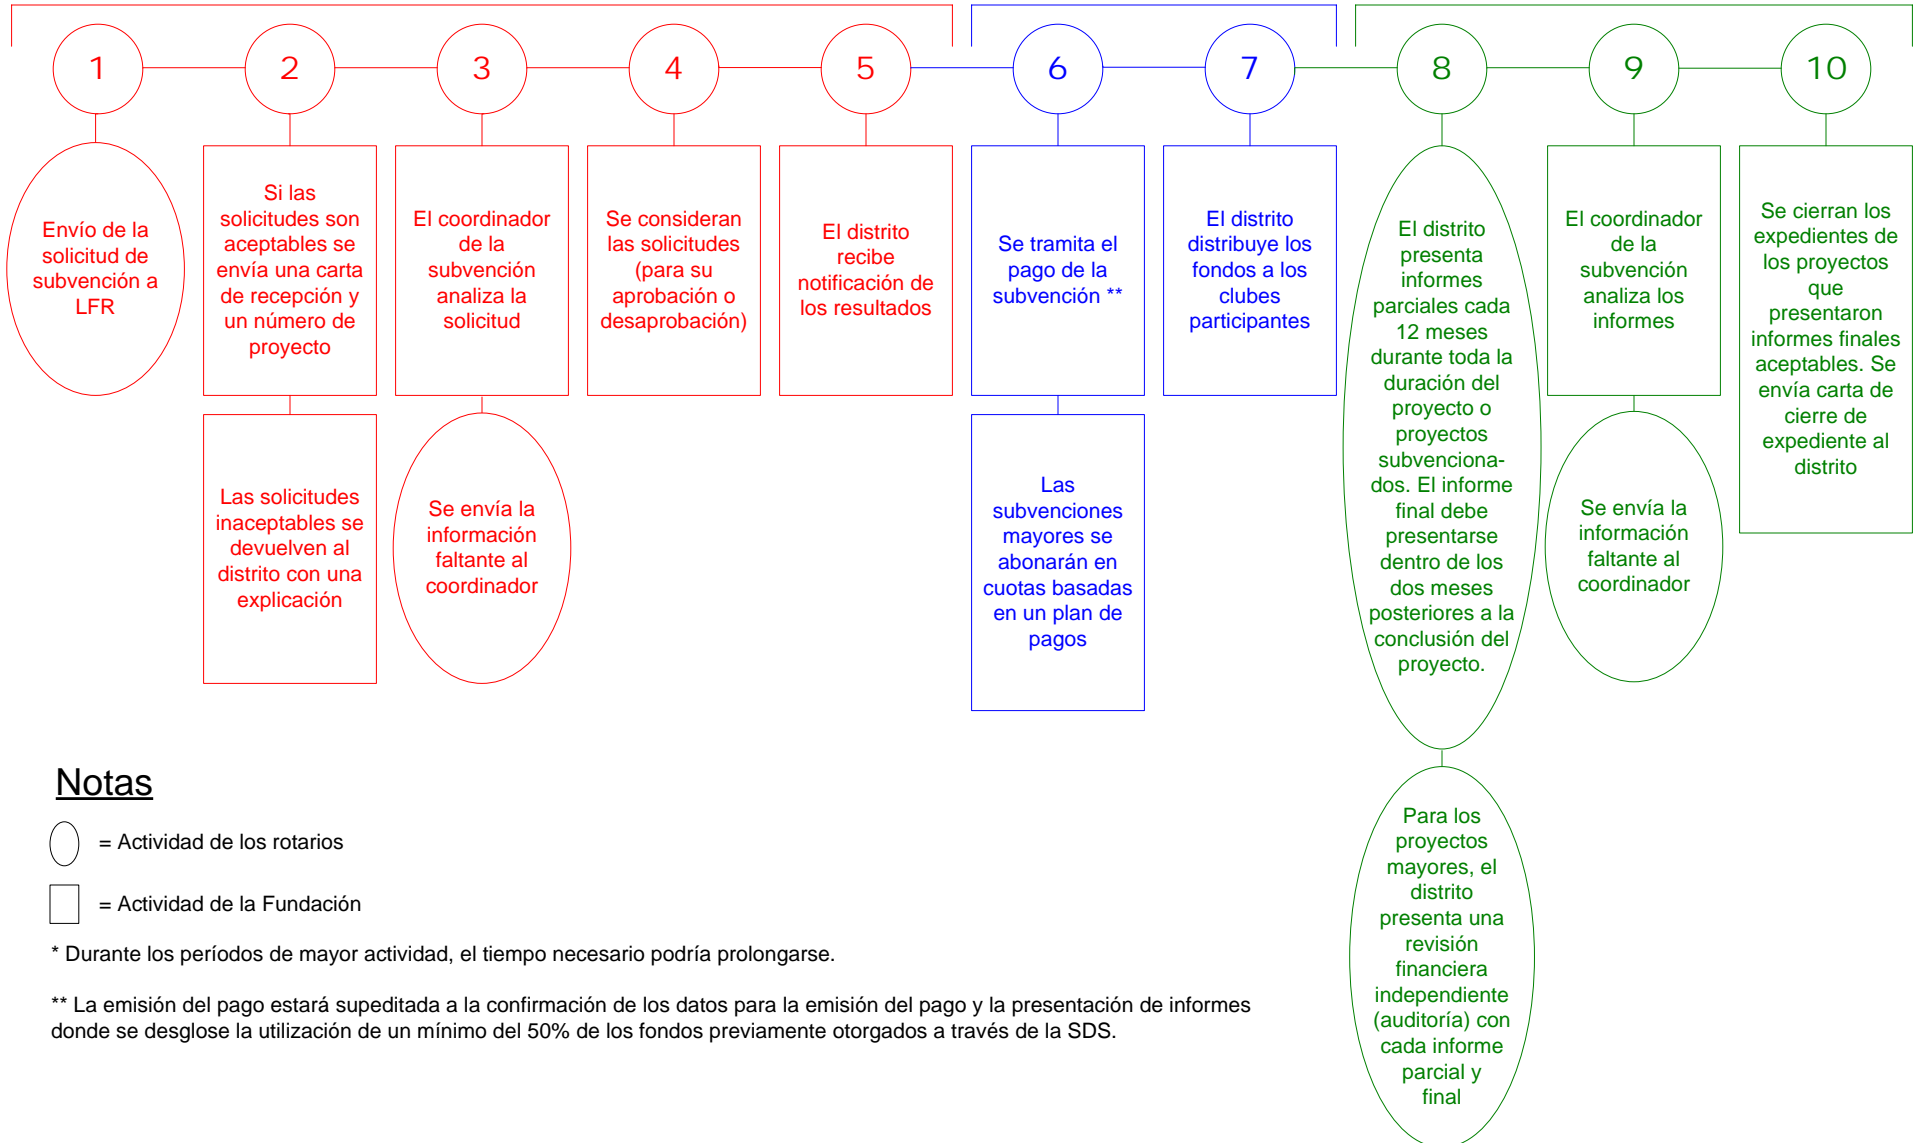 1
2
3
4
5
6
7
8
9
10
Envío de la
solicitud de
subvención a
LFR
Si las
solicitudes son
aceptables se
envía una carta
de recepción y
un número de
proyecto
Las solicitudes
inaceptables se
devuelven al
distrito con una
explicación
El coordinador
de la
subvención
analiza la
solicitud
Se envía la
información
faltante al
coordinador
Se consideran
las solicitudes
(para su
aprobación o
desaprobación)
El distrito
recibe
notificación de
los resultados
Se tramita el
pago de la
subvención **
Las
subvenciones
mayores se
abonarán en
cuotas basadas
en un plan de
pagos
El distrito
distribuye los
fondos a los
clubes
participantes
El distrito
presenta
informes
parciales cada
12 meses
durante toda la
duración del
proyecto o
proyectos
subvenciona-
dos. El informe
final debe
presentarse
dentro de los
dos meses
posteriores a la
conclusión del
proyecto.
Para los
proyectos
mayores, el
distrito
presenta una
revisión
financiera
independiente
(auditoría) con
cada informe
parcial y
final
El coordinador
de la
subvención
analiza los
informes
Se envía la
información
faltante al
coordinador
Se cierran los
expedientes de
los proyectos
que
presentaron
informes finales
aceptables. Se
envía carta de
cierre de
expediente al
distrito
Notas
= Actividad de los rotarios
= Actividad de la Fundación
* Durante los períodos de mayor actividad, el tiempo necesario podría prolongarse.
** La emisión del pago estará supeditada a la confirmación de los datos para la emisión del pago y la presentación de informes
donde se desglose la utilización de un mínimo del 50% de los fondos previamente otorgados a través de la SDS.